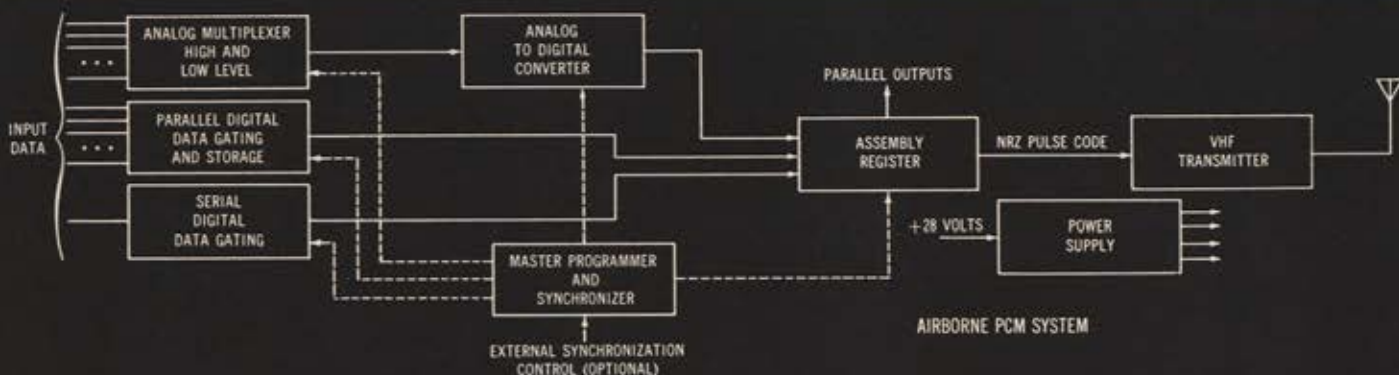 INPUT
DATA
ANALOG MULTIPLEXER
HIGH AND
LOW LEVEL
PARALLEL DIGITAL
DATA GATING
AND STORAGE
SERIAL
DIGITAL
DATA GATING
ANALOG
TO DIGITAL
CONVERTER
MASTER PROGRAMMER
AND
SYNCHRONIZER
EXTERNAL SYNCHRONIZATION
CONTROL (OPTIONAL)
PARALLEL OUTPUTS
ASSEMBLY
REGISTER
NRZ PULSE CODE
VHF
TRANSMITTER
+28 VOLTS
POWER
SUPPLY
AIRBORNE PCM SYSTEM